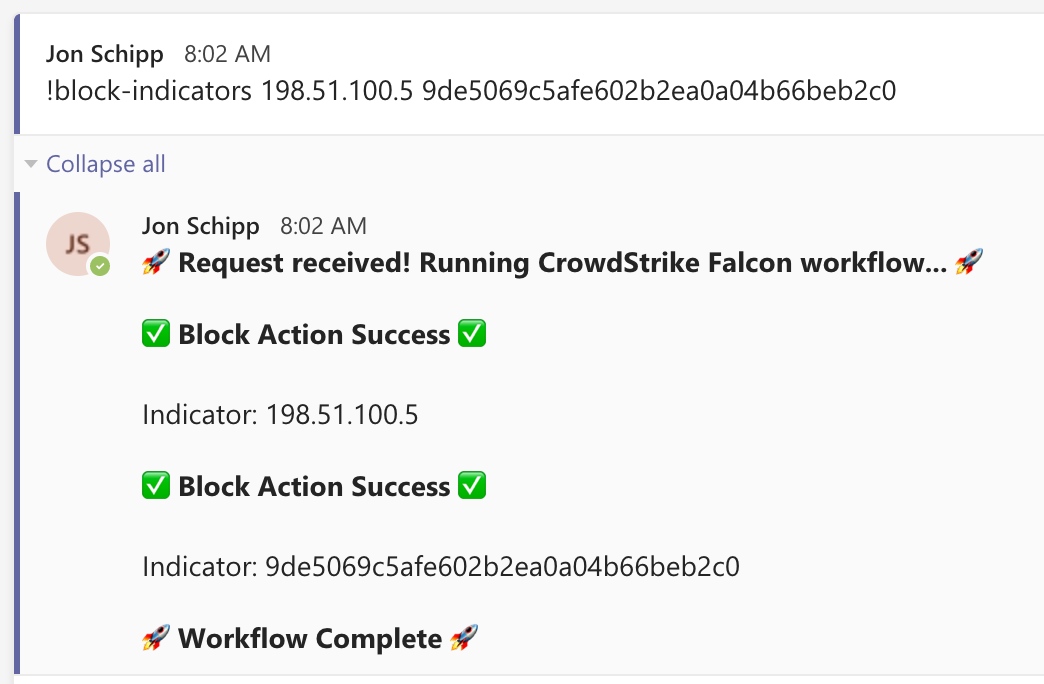 Jon Schipp 8:02 AM
!block-indicators 198.51.100.5 9de5069c5afe602b2ea0a04b66beb2c0
Collapse all
JS
Jon Schipp 8:02 AM
🚀 Request received! Running CrowdStrike Falcon workflow... 🚀
✅ Block Action Success ✅
Indicator: 198.51.100.5
✅ Block Action Success ✅
Indicator: 9de5069c5afe602b2ea0a04b66beb2c0
🚀 Workflow Complete 🚀